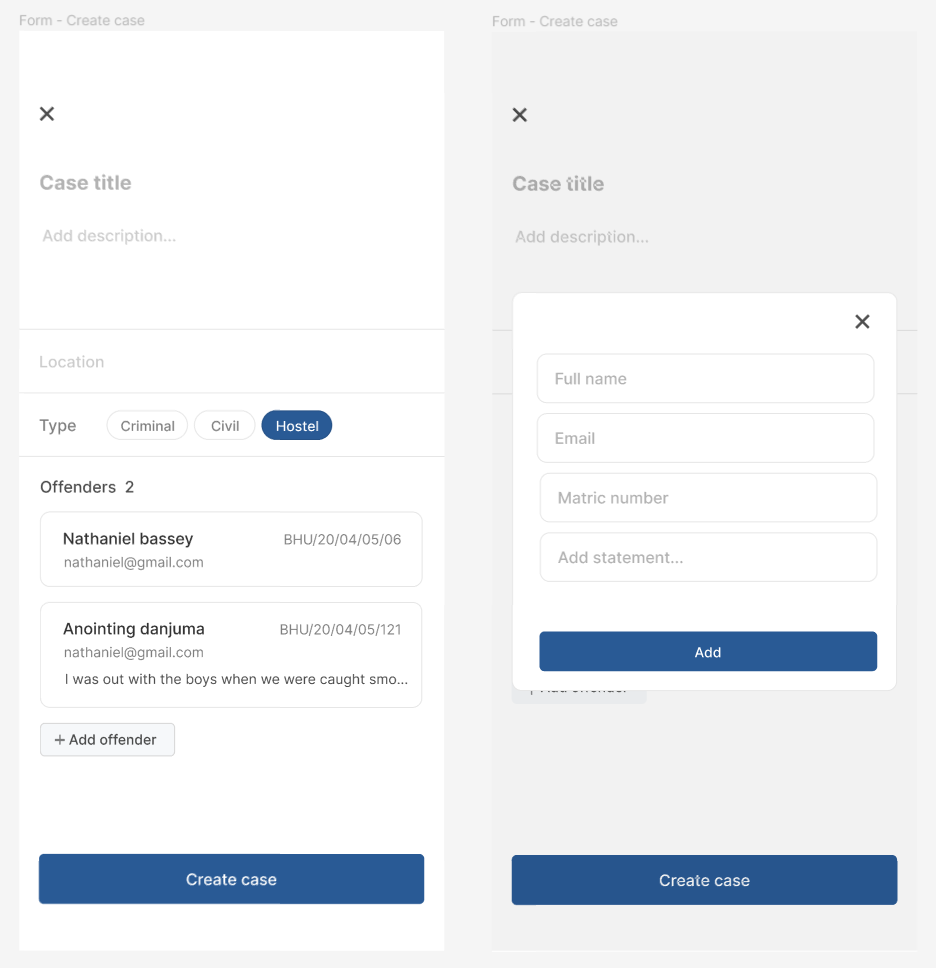 Form - Create case
Case title
Add description...
Location
Type Criminal Civil Hostel
Offenders 2
Nathaniel bassey BHU/20/04/05/06
nathaniel@gmail.com
Anointing danjuma BHU/20/04/05/121
nathaniel@gmail.com
I was out with the boys when we were caught smo...
+ Add offender
Create case
Form - Create case
Case title
Add description...
Full name
Email
Matric number
Add statement...
Add
+ Add offender
Create case